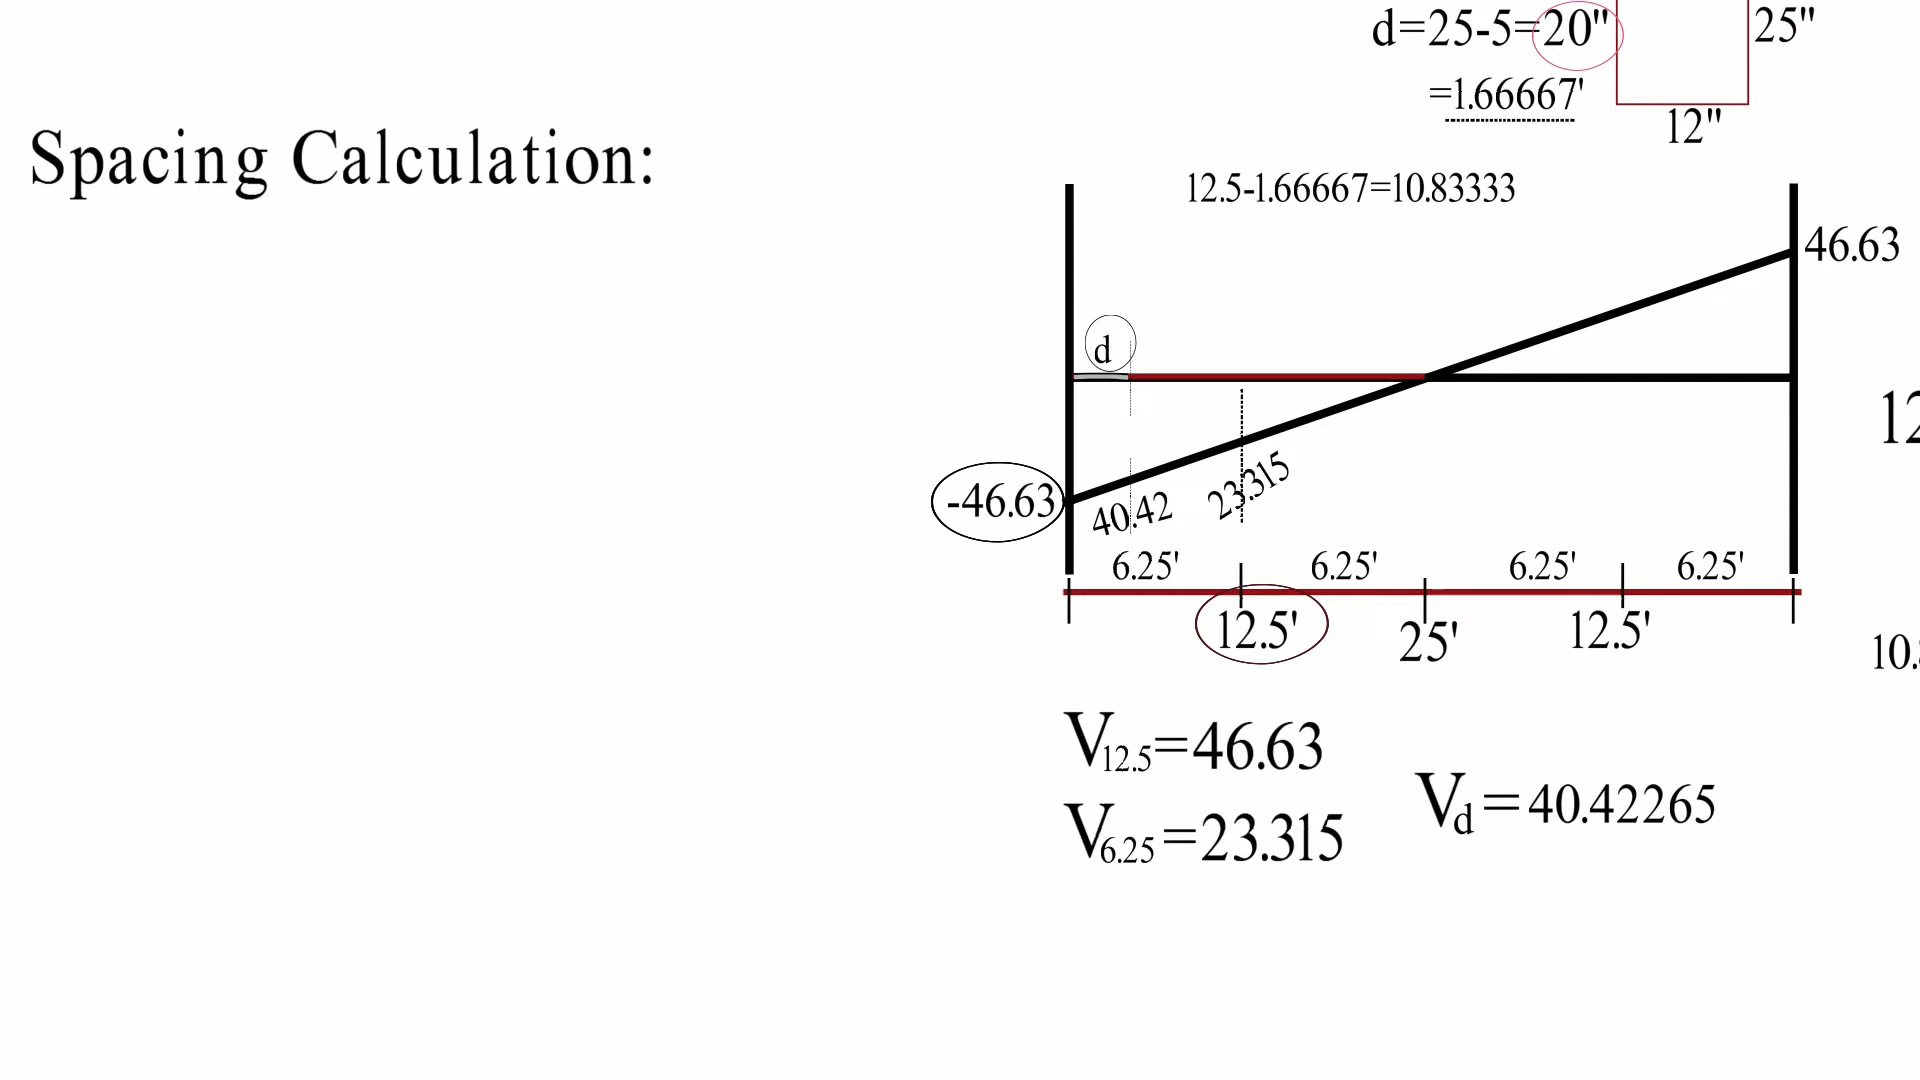 d=25-5=20"
25"
=1.66667'
12"
Spacing Calculation:
12.5-1.66667=10.83333
46.63
d
12
-46.63
40.42
23.315
6.25' 6.25' 6.25' 6.25'
12.5' 25' 12.5'
10.
V12.5=46.63
Vd=40.42265
V6.25=23.315